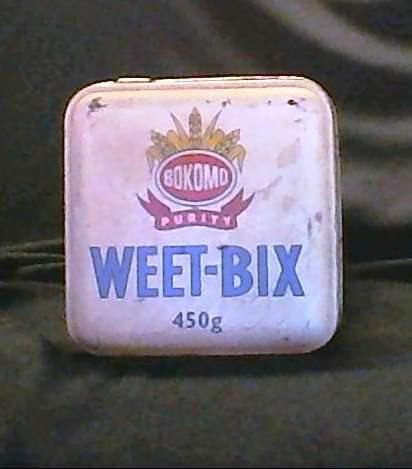 BOKOMO
PURITY
WEET-BIX
450g